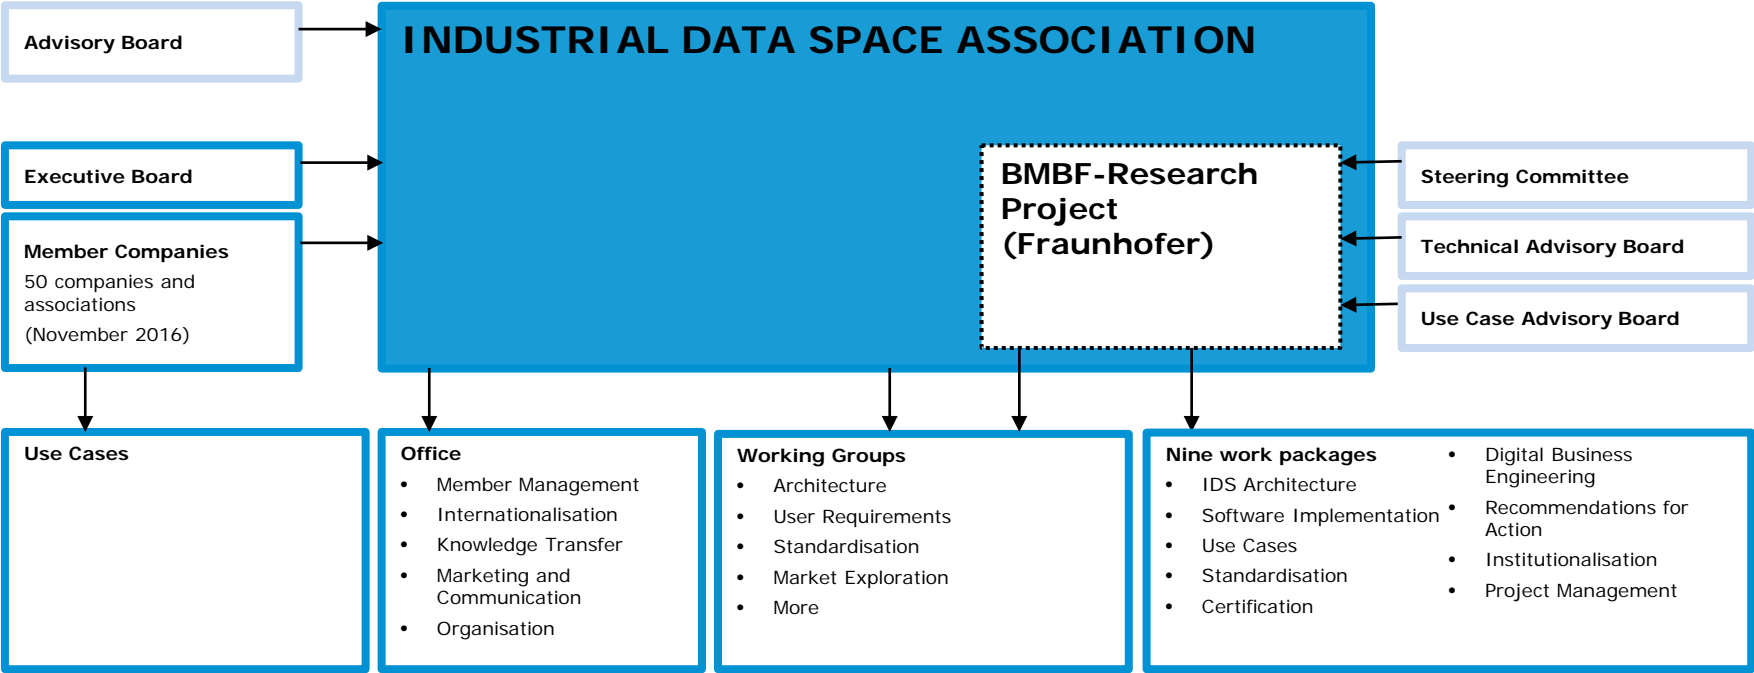 Advisory Board
INDUSTRIAL DATA SPACE ASSOCIATION
Executive Board
Member Companies
50 companies and
associations
(November 2016)
BMBF-Research
Project
(Fraunhofer)
Steering Committee
Technical Advisory Board
Use Case Advisory Board
Use Cases
Office
• Member Management
• Internationalisation
• Knowledge Transfer
• Marketing and
Communication
• Organisation
Working Groups
• Architecture
• User Requirements
• Standardisation
• Market Exploration
• More
Nine work packages
• IDS Architecture
• Software Implementation
• Use Cases
• Standardisation
• Certification
• Digital Business
Engineering
• Recommendations for
Action
• Institutionalisation
• Project Management